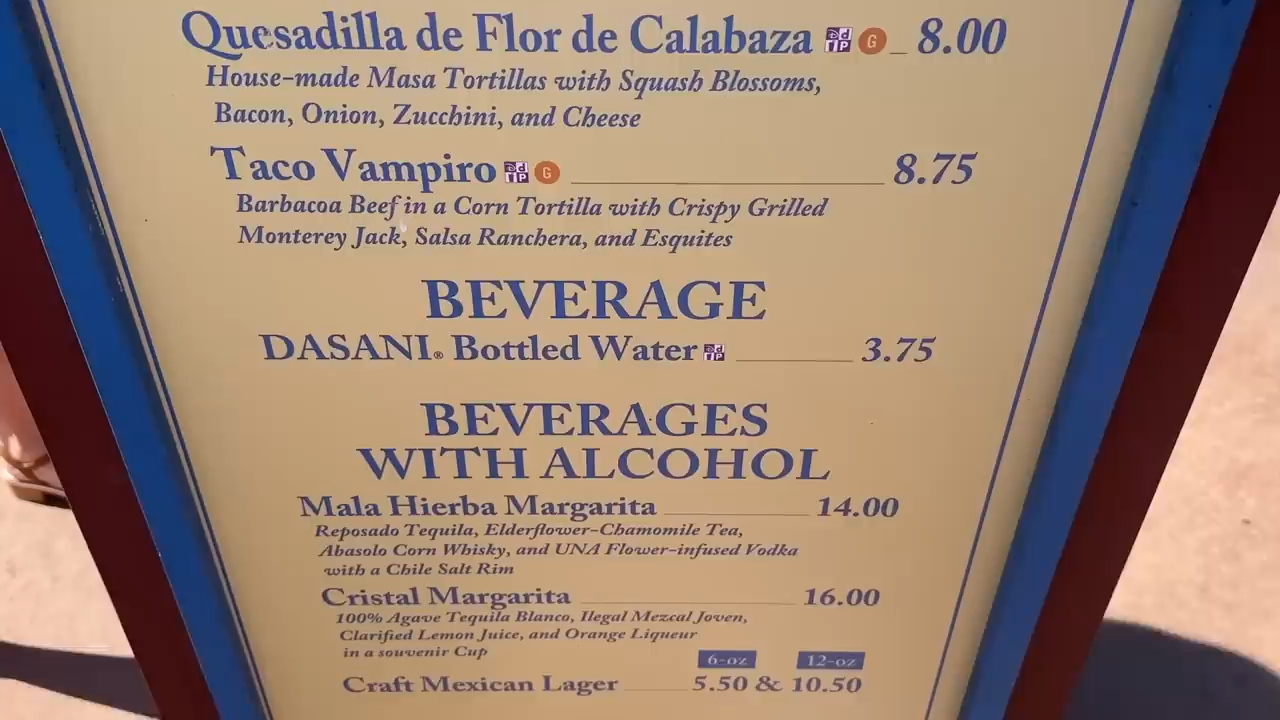 Quesadilla de Flor de Calabaza DdP G 8.00
House-made Masa Tortillas with Squash Blossoms,
Bacon, Onion, Zucchini, and Cheese
Taco Vampiro DdP G 8.75
Barbacoa Beef in a Corn Tortilla with Crispy Grilled
Monterey Jack, Salsa Ranchera, and Esquites
BEVERAGE
DASANI® Bottled Water DdP 3.75
BEVERAGES
WITH ALCOHOL
Mala Hierba Margarita 14.00
Reposado Tequila, Elderflower-Chamomile Tea,
Abasolo Corn Whisky, and UNA Flower-infused Vodka
with a Chile Salt Rim
Cristal Margarita 16.00
100% Agave Tequila Blanco, Ilegal Mezcal Joven,
Clarified Lemon Juice, and Orange Liqueur
in a souvenir Cup
6-oz 12-oz
Craft Mexican Lager 5.50 & 10.50